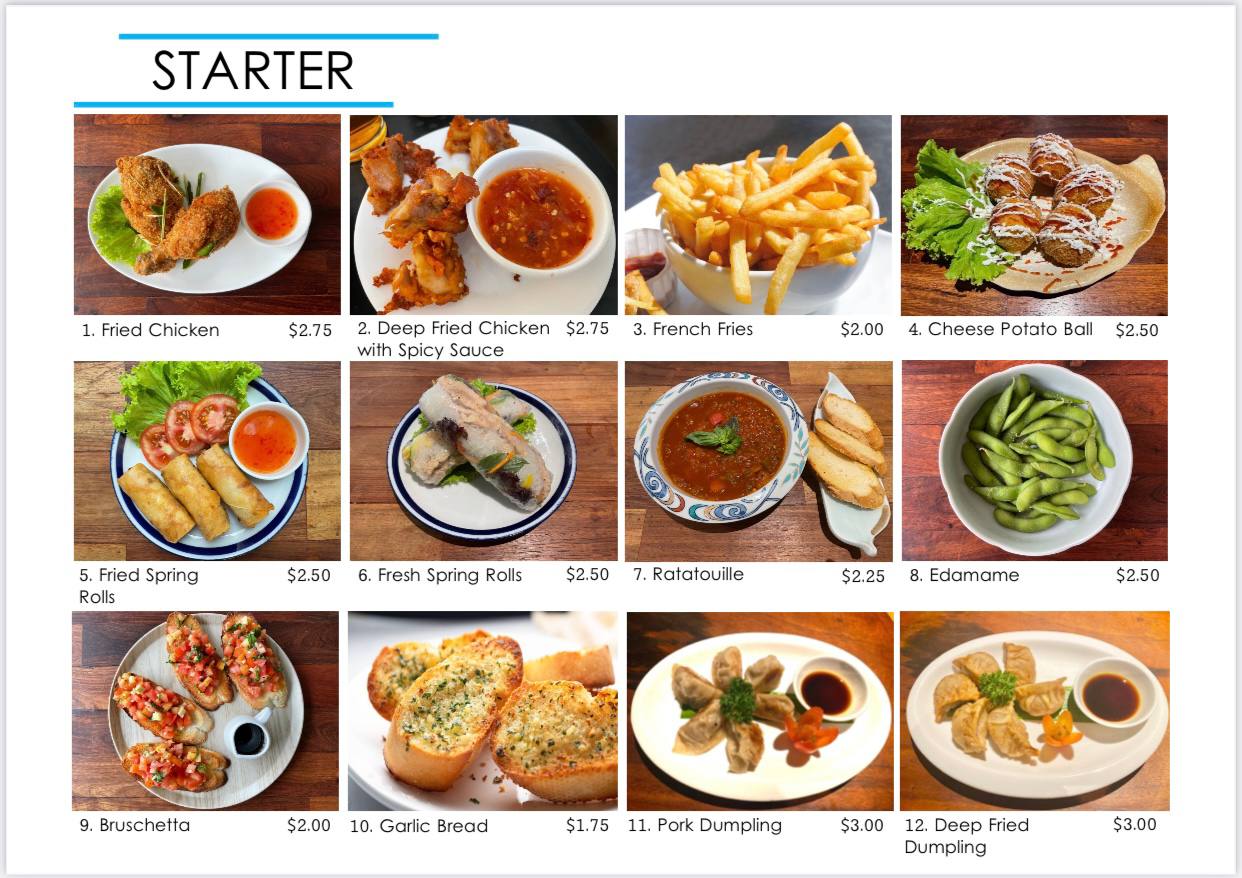 STARTER
1. Fried Chicken $2.75
2. Deep Fried Chicken $2.75
with Spicy Sauce
3. French Fries $2.00
4. Cheese Potato Ball $2.50
5. Fried Spring $2.50
Rolls
6. Fresh Spring Rolls $2.50
7. Ratatouille $2.25
8. Edamame $2.50
9. Bruschetta $2.00
10. Garlic Bread $1.75
11. Pork Dumpling $3.00
12. Deep Fried $3.00
Dumpling